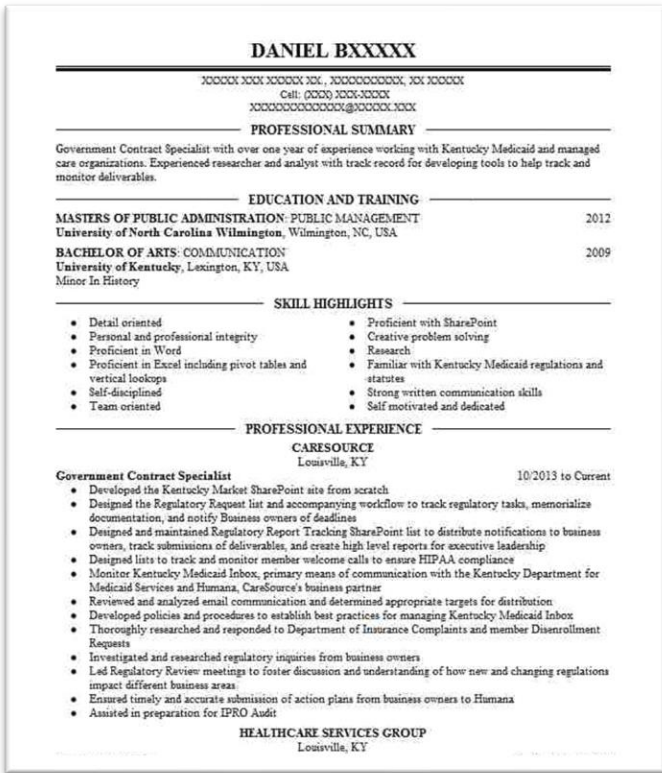 DANIEL BXXXXX
XXXXX XXX XXXXX XX., XXXXXXXXXX, XX XXXXX
Cell: (XXX) XXX-XXXX
XXXXXXXXXXXXX@XXXXX.XXX
PROFESSIONAL SUMMARY
Government Contract Specialist with over one year of experience working with Kentucky Medicaid and managed
care organizations. Experienced researcher and analyst with track record for developing tools to help track and
monitor deliverables.
EDUCATION AND TRAINING
MASTERS OF PUBLIC ADMINISTRATION: PUBLIC MANAGEMENT 2012
University of North Carolina Wilmington, Wilmington, NC, USA
BACHELOR OF ARTS: COMMUNICATION 2009
University of Kentucky, Lexington, KY, USA
Minor In History
SKILL HIGHLIGHTS
• Detail oriented
• Personal and professional integrity
• Proficient in Word
• Proficient in Excel including pivot tables and
vertical lookups
• Self-disciplined
• Team oriented
• Proficient with SharePoint
• Creative problem solving
• Research
• Familiar with Kentucky Medicaid regulations and
statutes
• Strong written communication skills
• Self motivated and dedicated
PROFESSIONAL EXPERIENCE
CARESOURCE
Louisville, KY
Government Contract Specialist 10/2013 to Current
• Developed the Kentucky Market SharePoint site from scratch
• Designed the Regulatory Request list and accompanying workflow to track regulatory tasks, memorialize
documentation, and notify Business owners of deadlines
• Designed and maintained Regulatory Report Tracking SharePoint list to distribute notifications to business
owners, track submissions of deliverables, and create high level reports for executive leadership
• Designed lists to track and monitor member welcome calls to ensure HIPAA compliance
• Monitor Kentucky Medicaid Inbox, primary means of communication with the Kentucky Department for
Medicaid Services and Humana, CareSource's business partner
• Reviewed and analyzed email communication and determined appropriate targets for distribution
• Developed policies and procedures to establish best practices for managing Kentucky Medicaid Inbox
• Thoroughly researched and responded to Department of Insurance Complaints and member Disenrollment
Requests
• Investigated and researched regulatory inquiries from business owners
• Led Regulatory Review meetings to foster discussion and understanding of how new and changing regulations
impact different business areas
• Ensured timely and accurate submission of action plans from business owners to Humana
• Assisted in preparation for IPRO Audit
HEALTHCARE SERVICES GROUP
Louisville, KY